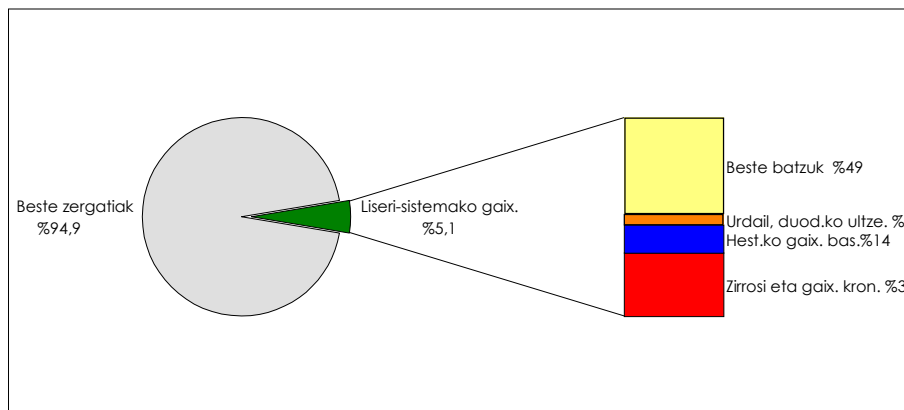 Beste zergatiak
%94,9
Liseri-sistemako gaix.
%5,1
Beste batzuk %49
Urdail, duod.ko ultze. %
Hest.ko gaix. bas.%14
Zirrosi eta gaix. kron. %3